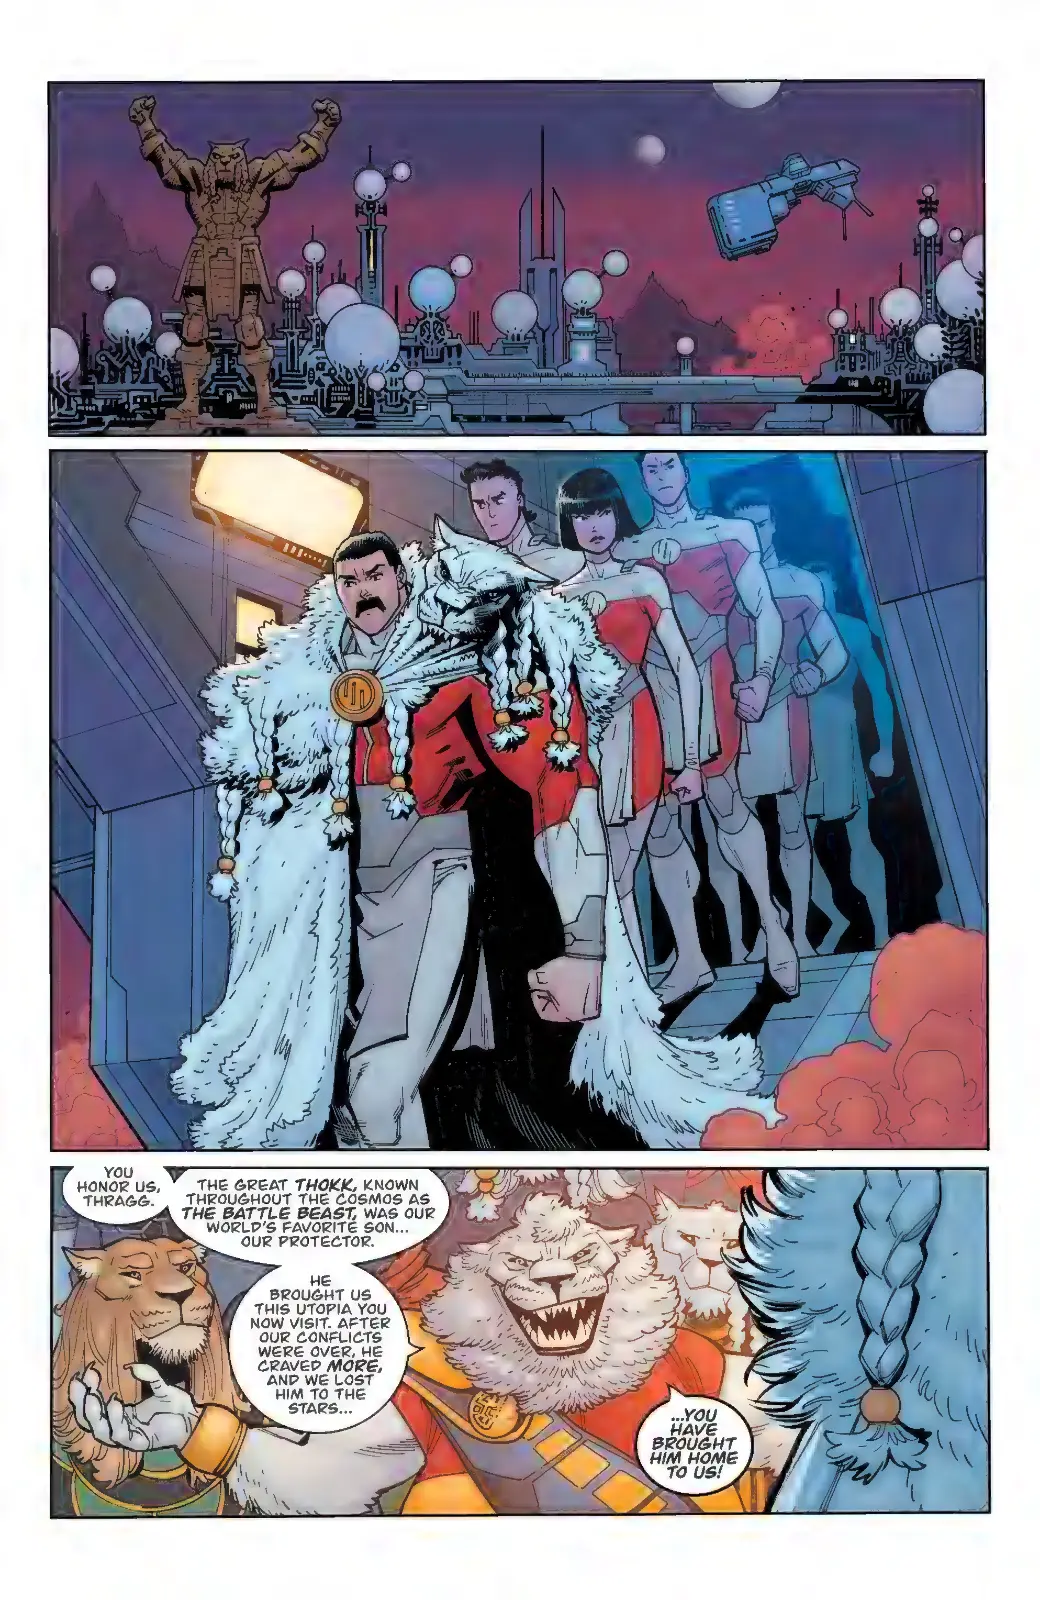 YOU
HONOR US,
THRAGG.
THE GREAT THOKK, KNOWN
THROUGHOUT THE COSMOS AS
THE BATTLE BEAST, WAS OUR
WORLD'S FAVORITE SON...
OUR PROTECTOR.
HE
BROUGHT US
THIS UTOPIA YOU
NOW VISIT. AFTER
OUR CONFLICTS
WERE OVER, HE
CRAVED MORE,
AND WE LOST
HIM TO THE
STARS...
...YOU
HAVE
BROUGHT
HIM HOME
TO US!